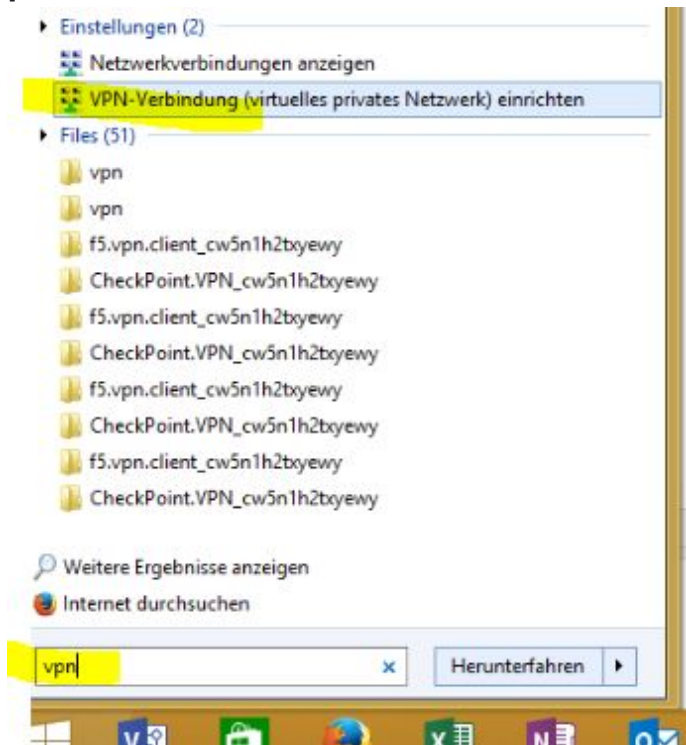 Einstellungen (2)
Netzwerkverbindungen anzeigen
VPN-Verbindung (virtuelles privates Netzwerk) einrichten
Files (51)
vpn
vpn
f5.vpn.client_cw5n1h2txyewy
CheckPoint.VPN_cw5n1h2txyewy
f5.vpn.client_cw5n1h2txyewy
CheckPoint.VPN_cw5n1h2txyewy
f5.vpn.client_cw5n1h2txyewy
CheckPoint.VPN_cw5n1h2txyewy
f5.vpn.client_cw5n1h2txyewy
CheckPoint.VPN_cw5n1h2txyewy
Weitere Ergebnisse anzeigen
Internet durchsuchen
vpn
Herunterfahren